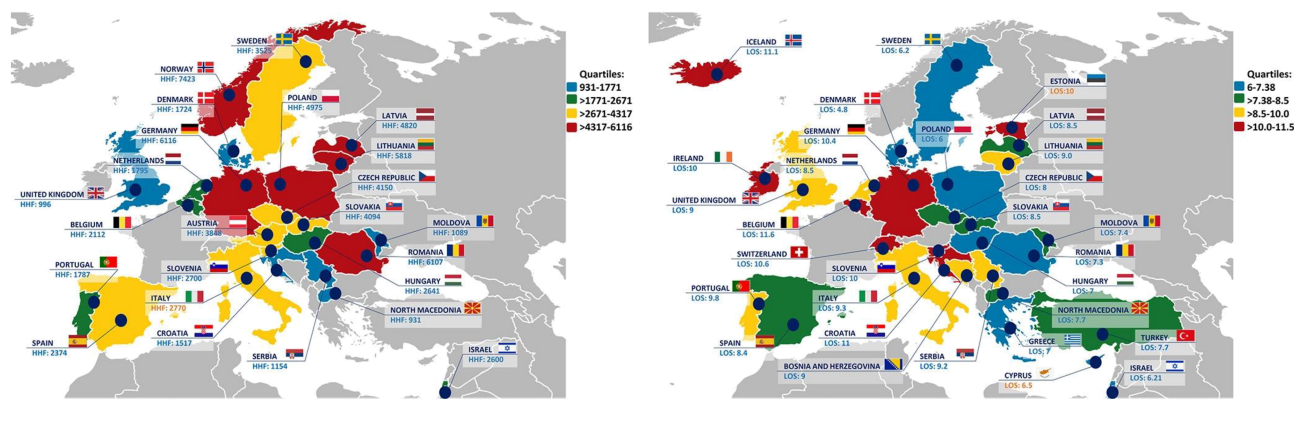 SWEDEN
HHF: 3525
NORWAY
HHF: 7423
DENMARK
HHF: 1724
POLAND
HHF: 4975
LATVIA
HHF: 4820
GERMANY
HHF: 6116
LITHUANIA
HHF: 5818
NETHERLANDS
HHF: 1795
CZECH REPUBLIC
HHF: 4150
UNITED KINGDOM
HHF: 996
SLOVAKIA
HHF: 4094
BELGIUM
HHF: 2112
AUSTRIA
HHF: 3848
MOLDOVA
HHF: 1089
ROMANIA
HHF: 6107
PORTUGAL
HHF: 1787
SLOVENIA
HHF: 2700
HUNGARY
HHF: 2641
ITALY
HHF: 2770
NORTH MACEDONIA
HHF: 931
CROATIA
HHF: 1517
SPAIN
HHF: 2374
SERBIA
HHF: 1154
ISRAEL
HHF: 2600
Quartiles:
931-1771
>1771-2671
>2671-4317
>4317-6116
ICELAND
LOS: 11.1
SWEDEN
LOS: 6.2
ESTONIA
LOS:10
DENMARK
LOS: 4.8
LATVIA
LOS: 8.5
GERMANY
LOS: 10.4
POLAND
LOS: 6
LITHUANIA
LOS: 9.0
IRELAND
LOS:10
NETHERLANDS
LOS: 8.5
CZECH REPUBLIC
LOS: 8
UNITED KINGDOM
LOS: 9
SLOVAKIA
LOS: 8.5
BELGIUM
LOS: 11.6
MOLDOVA
LOS: 7.4
SWITZERLAND
LOS: 10.6
ROMANIA
LOS: 7.3
SLOVENIA
LOS: 10
HUNGARY
LOS: 7
PORTUGAL
LOS: 9.8
ITALY
LOS: 9.3
NORTH MACEDONIA
LOS: 7.7
CROATIA
LOS: 11
SPAIN
LOS: 8.4
GREECE
LOS: 7
TURKEY
LOS: 7.7
BOSNIA AND HERZEGOVINA
LOS: 9
SERBIA
LOS: 9.2
CYPRUS
LOS: 6.5
ISRAEL
LOS: 6.21
Quartiles:
6-7.38
>7.38-8.5
>8.5-10.0
>10.0-11.5